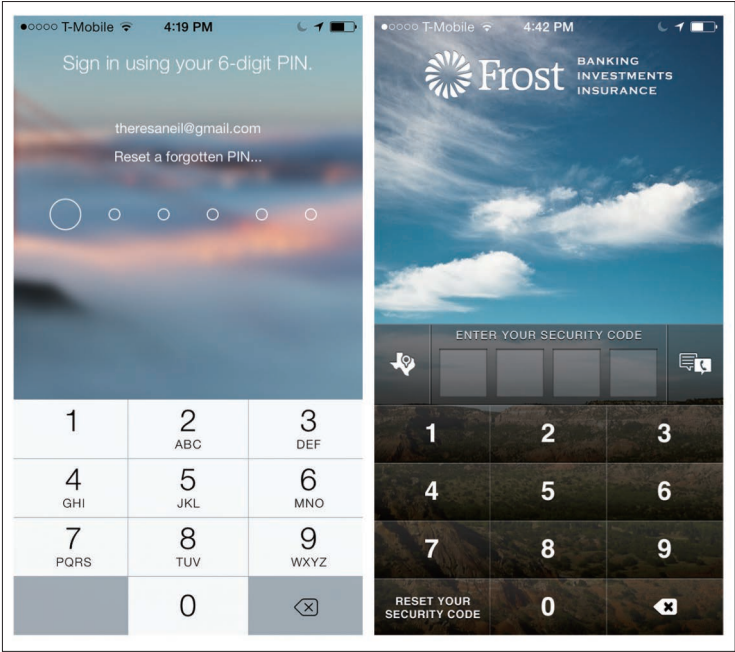 T-Mobile 4:19 PM
Sign in using your 6-digit PIN.
theresaneil@gmail.com
Reset a forgotten PIN...
1 2 3
ABC DEF
4 5 6
GHI JKL MNO
7 8 9
PQRS TUV WXYZ
0
T-Mobile 4:42 PM
Frost
BANKING
INVESTMENTS
INSURANCE
ENTER YOUR SECURITY CODE
1 2 3
4 5 6
7 8 9
RESET YOUR
SECURITY CODE
0